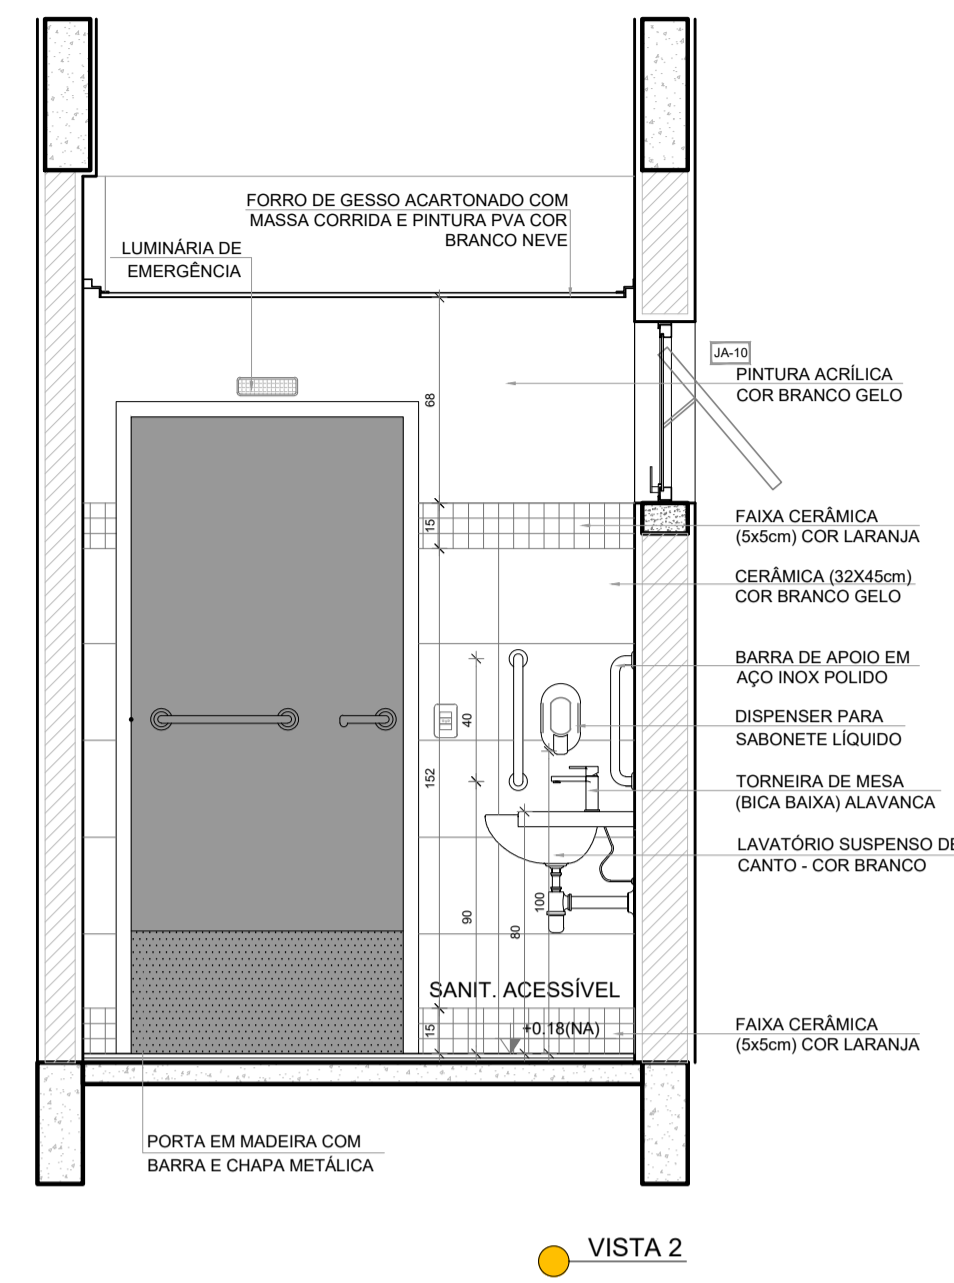 FORRO DE GESSO ACARTONADO COM
MASSA CORRIDA E PINTURA PVA COR
BRANCO NEVE
LUMINÁRIA DE
EMERGÊNCIA
JA-10
PINTURA ACRÍLICA
COR BRANCO GELO
68
15
FAIXA CERÂMICA
(5x5cm) COR LARANJA
CERÂMICA (32X45cm)
COR BRANCO GELO
BARRA DE APOIO EM
AÇO INOX POLIDO
40
DISPENSER PARA
SABONETE LÍQUIDO
152
TORNEIRA DE MESA
(BICA BAIXA) ALAVANCA
LAVATÓRIO SUSPENSO DE
CANTO - COR BRANCO
90
80
100
SANIT. ACESSÍVEL
15
+0.18(NA)
FAIXA CERÂMICA
(5x5cm) COR LARANJA
PORTA EM MADEIRA COM
BARRA E CHAPA METÁLICA
VISTA 2